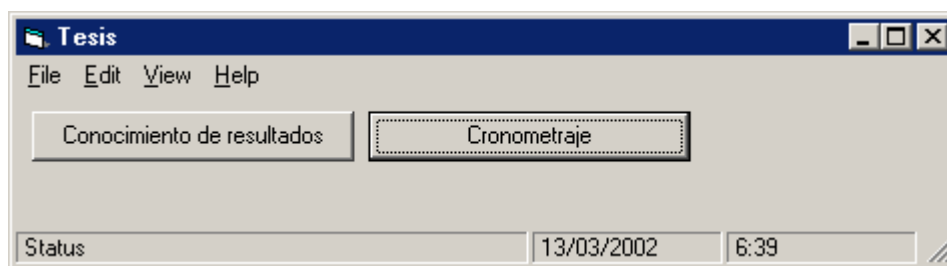 Tesis
File Edit View Help
Conocimiento de resultados Cronometraje
Status 13/03/2002 6:39